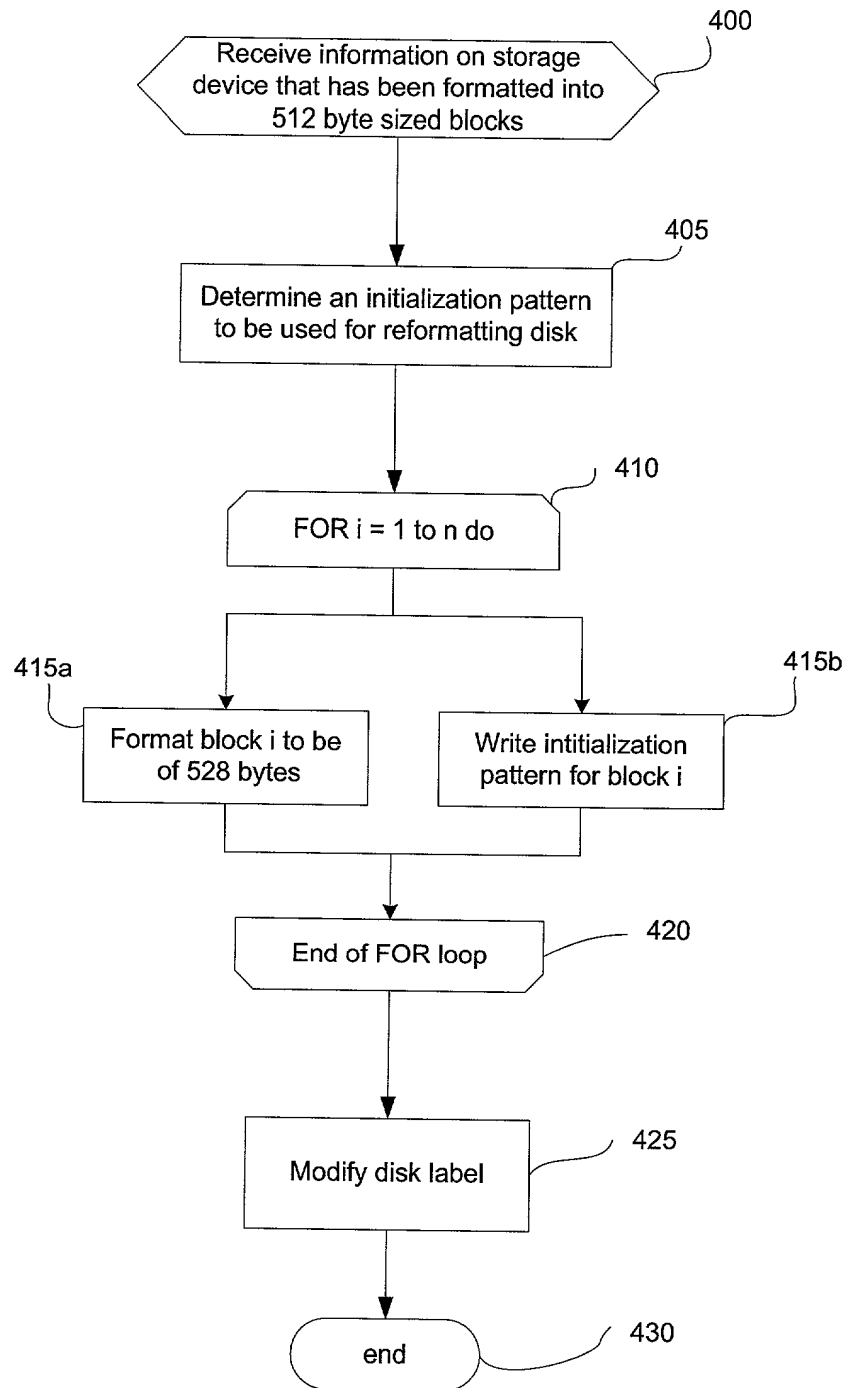 400
Receive information on storage
device that has been formatted into
512 byte sized blocks
405
Determine an initialization pattern
to be used for reformatting disk
410
FOR i = 1 to n do
415a
415b
Format block i to be
of 528 bytes
Write intitialization
pattern for block i
420
End of FOR loop
425
Modify disk label
430
end